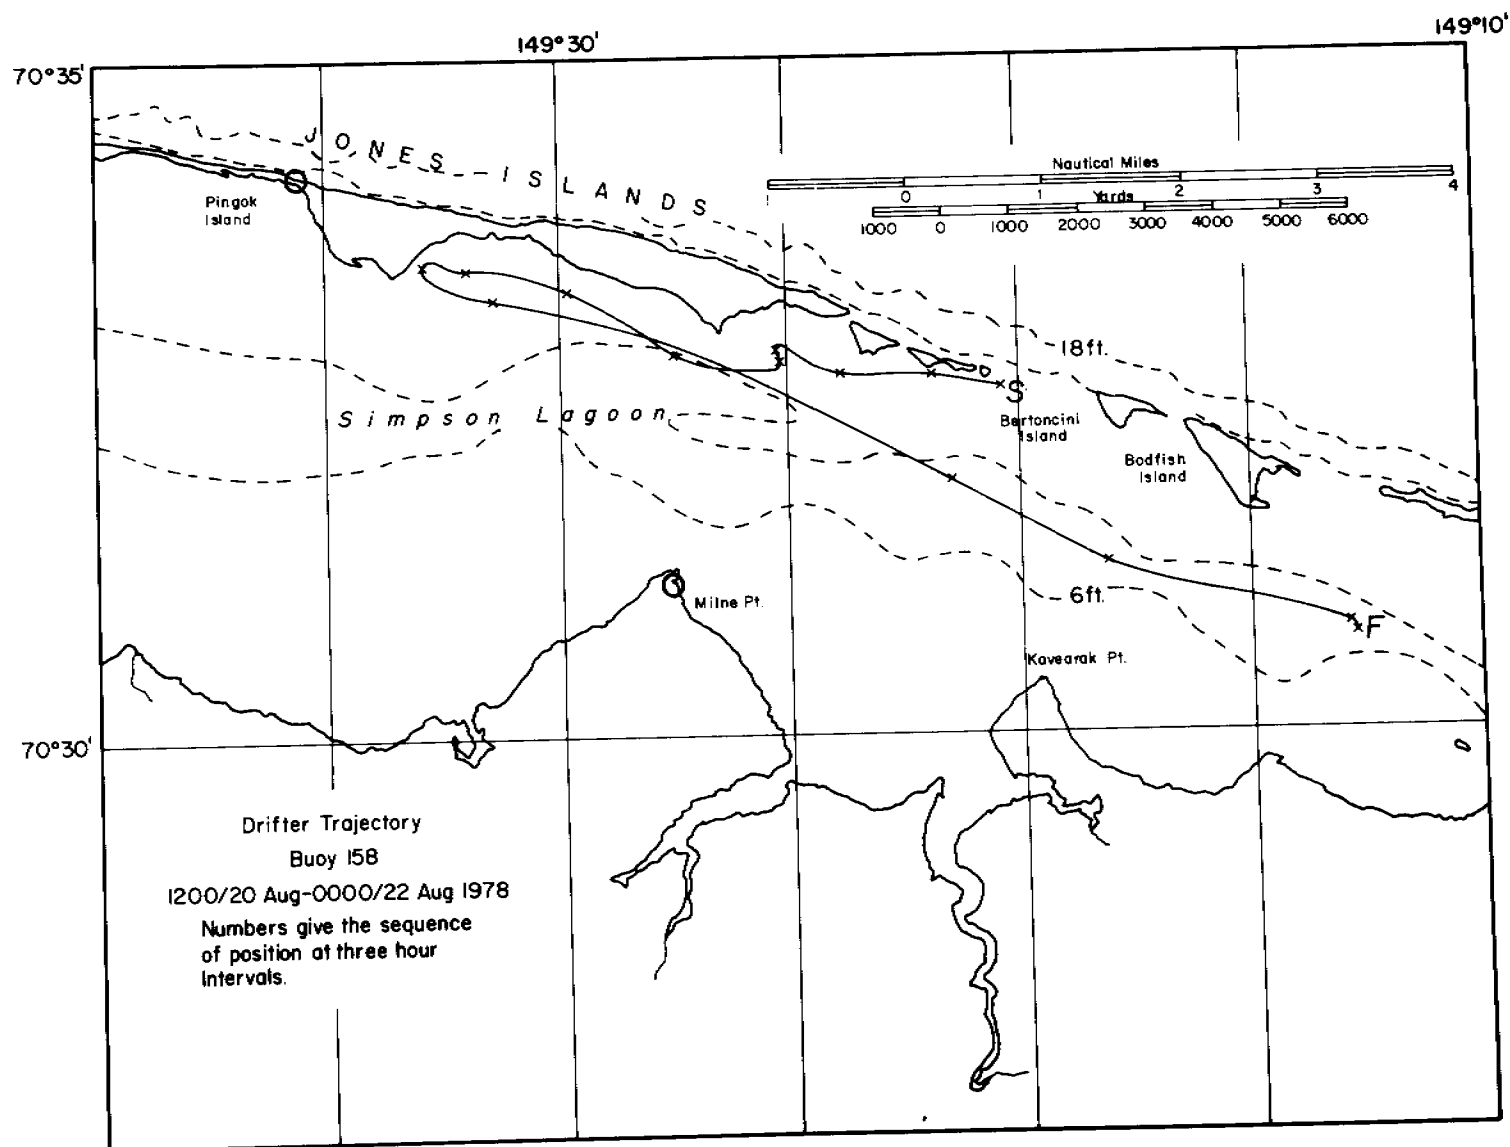 149°10'
149°30'
70°35'
JONES ISLANDS
Nautical Miles
0 1 2 3 4
Yards
1000 0 1000 2000 3000 4000 5000 6000
Pingok
Island
18ft.
S
Simpson Lagoon
Bertoncini
Island
Bodfish
Island
6ft.
Milne Pt.
F
Kavearak Pt.
70°30'
Drifter Trajectory
Buoy 158
1200/20 Aug-0000/22 Aug 1978
Numbers give the sequence
of position at three hour
Intervals.